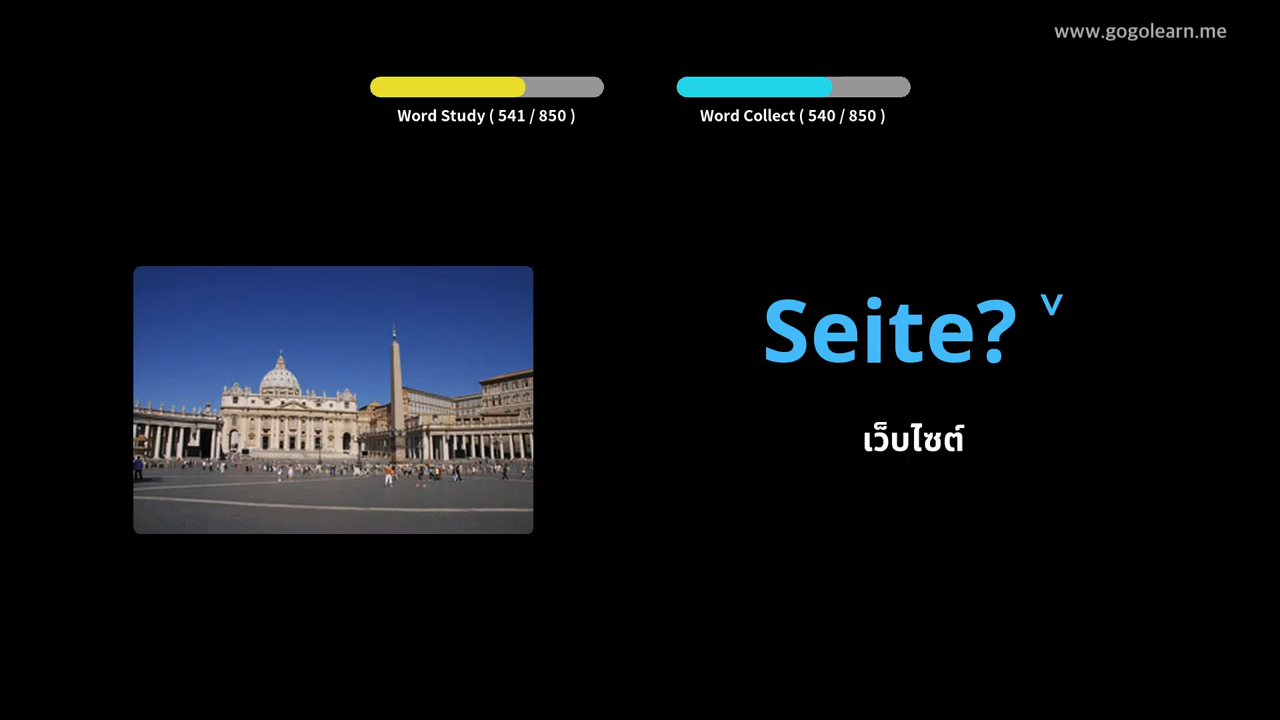 www.gogolearn.me
Word Study ( 541 / 850 )
Word Collect ( 540 / 850 )
Seite? v
เว็บไซต์